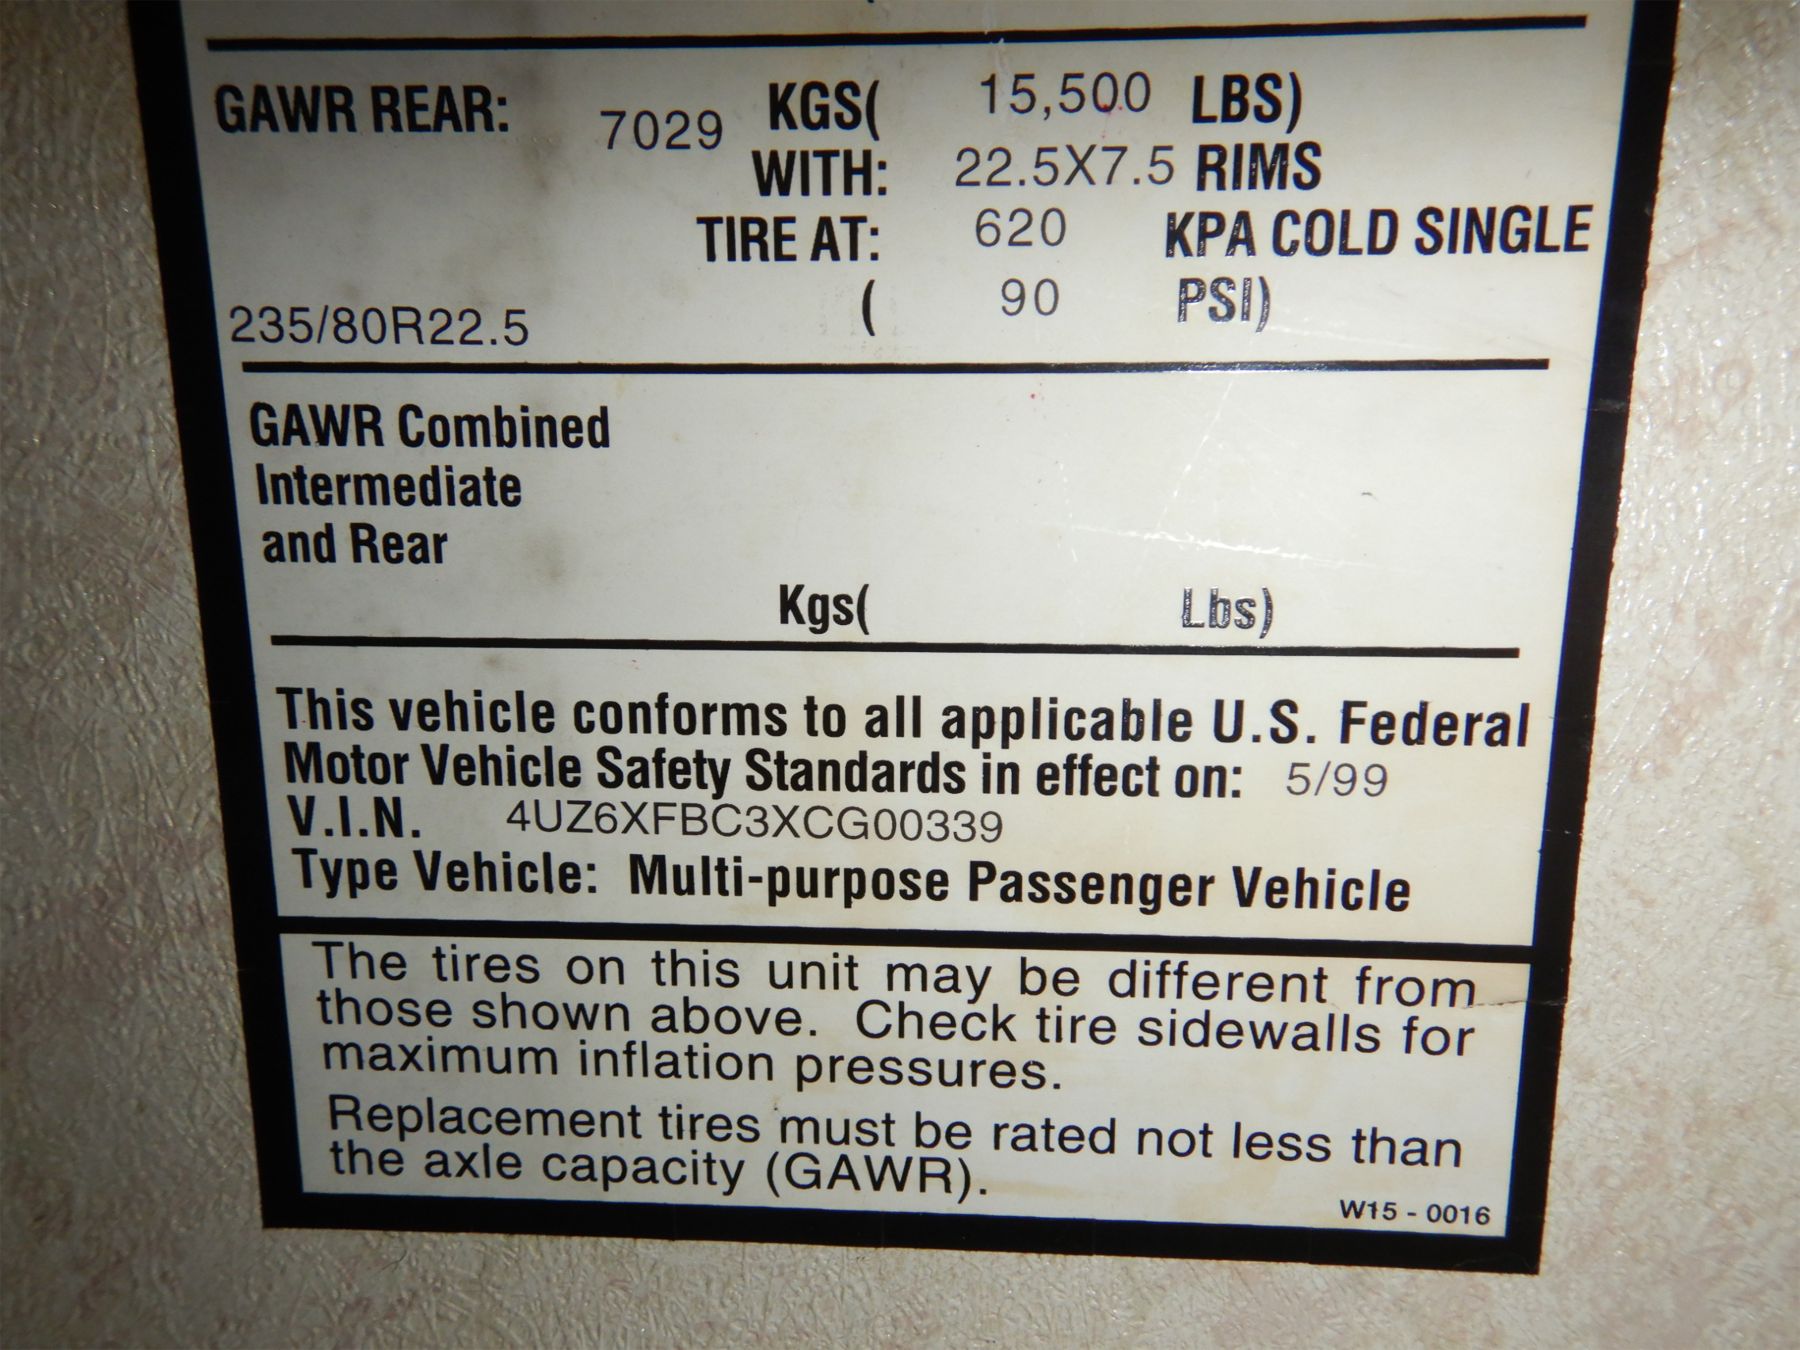 GAWR REAR: 7029 KGS( 15,500 LBS)
WITH: 22.5X7.5 RIMS
TIRE AT: 620 KPA COLD SINGLE
235/80R22.5 ( 90 PSI)
GAWR Combined
Intermediate
and Rear
Kgs( Lbs)
This vehicle conforms to all applicable U.S. Federal
Motor Vehicle Safety Standards in effect on: 5/99
V.I.N. 4UZ6XFBC3XCG00339
Type Vehicle: Multi-purpose Passenger Vehicle
The tires on this unit may be different from
those shown above. Check tire sidewalls for
maximum inflation pressures.
Replacement tires must be rated not less than
the axle capacity (GAWR).
W15 - 0016